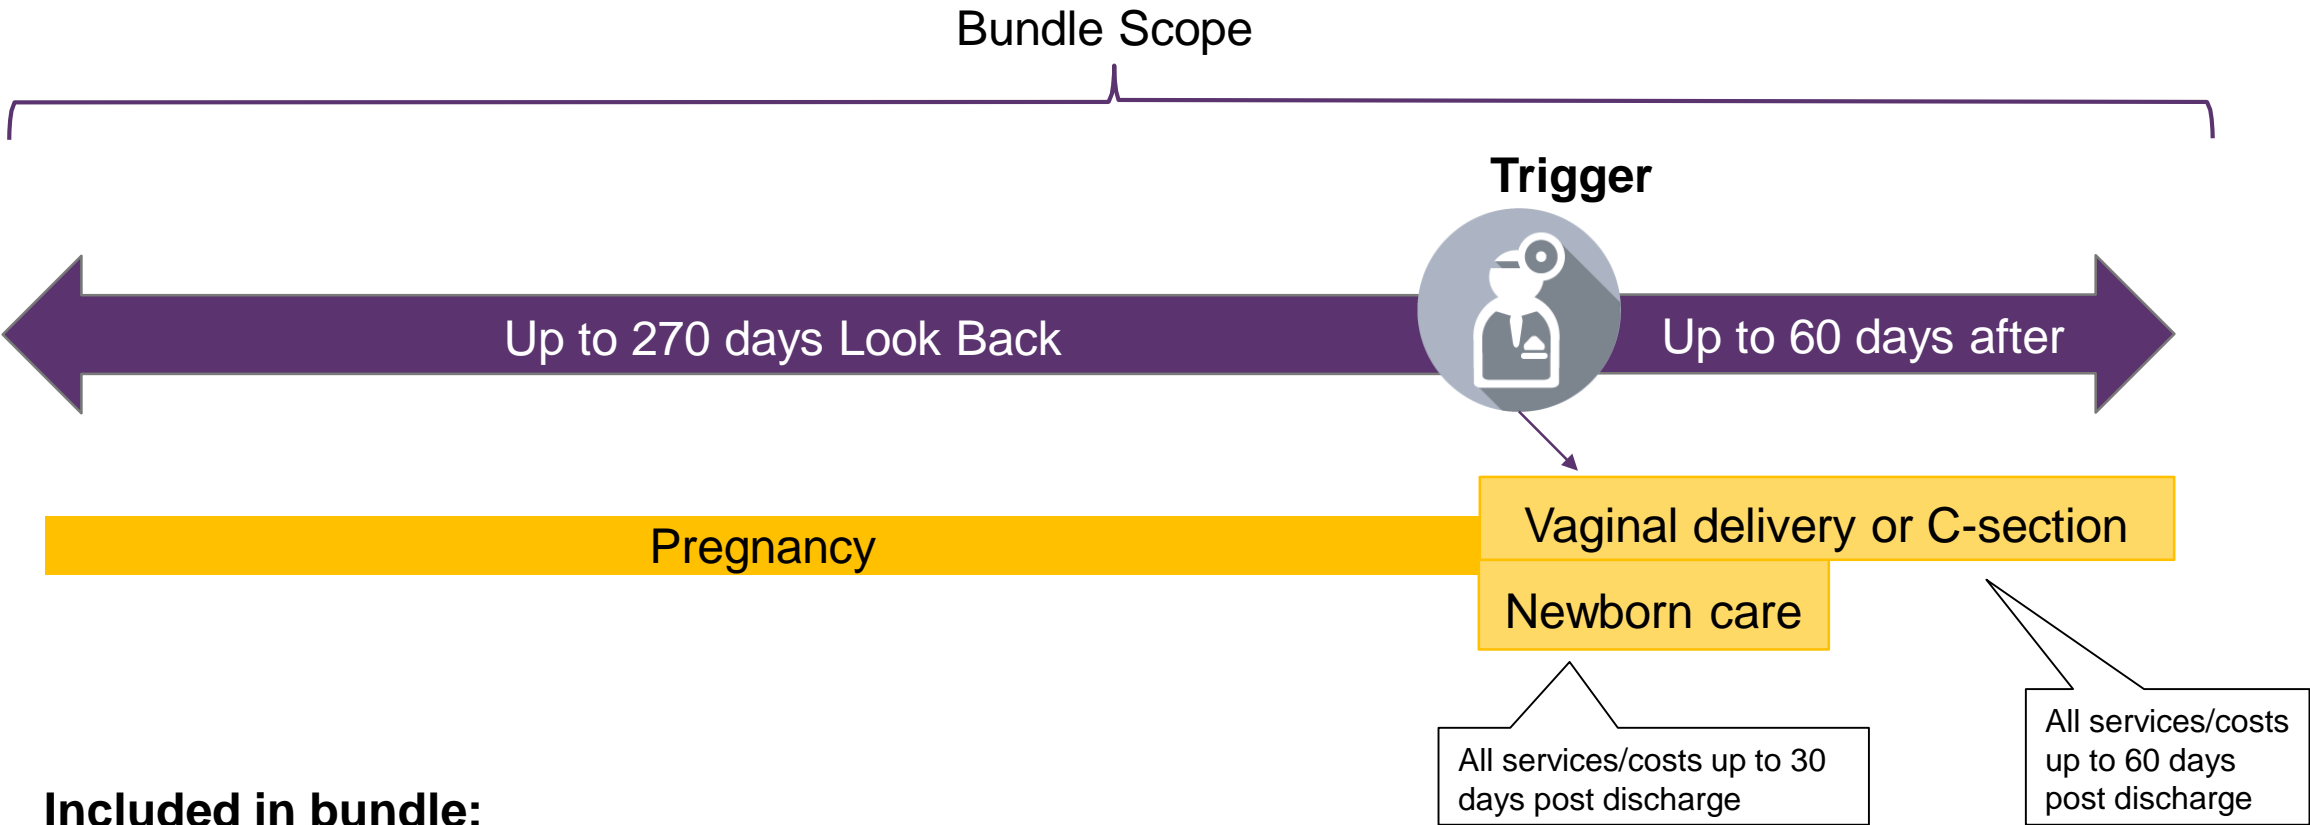 Bundle Scope
Trigger
Up to 270 days Look Back
Up to 60 days after
Vaginal delivery or C-section
Pregnancy
Newborn care
All services/costs up to 30
days post discharge
All services/costs
up to 60 days
post discharge
Included in bundle: